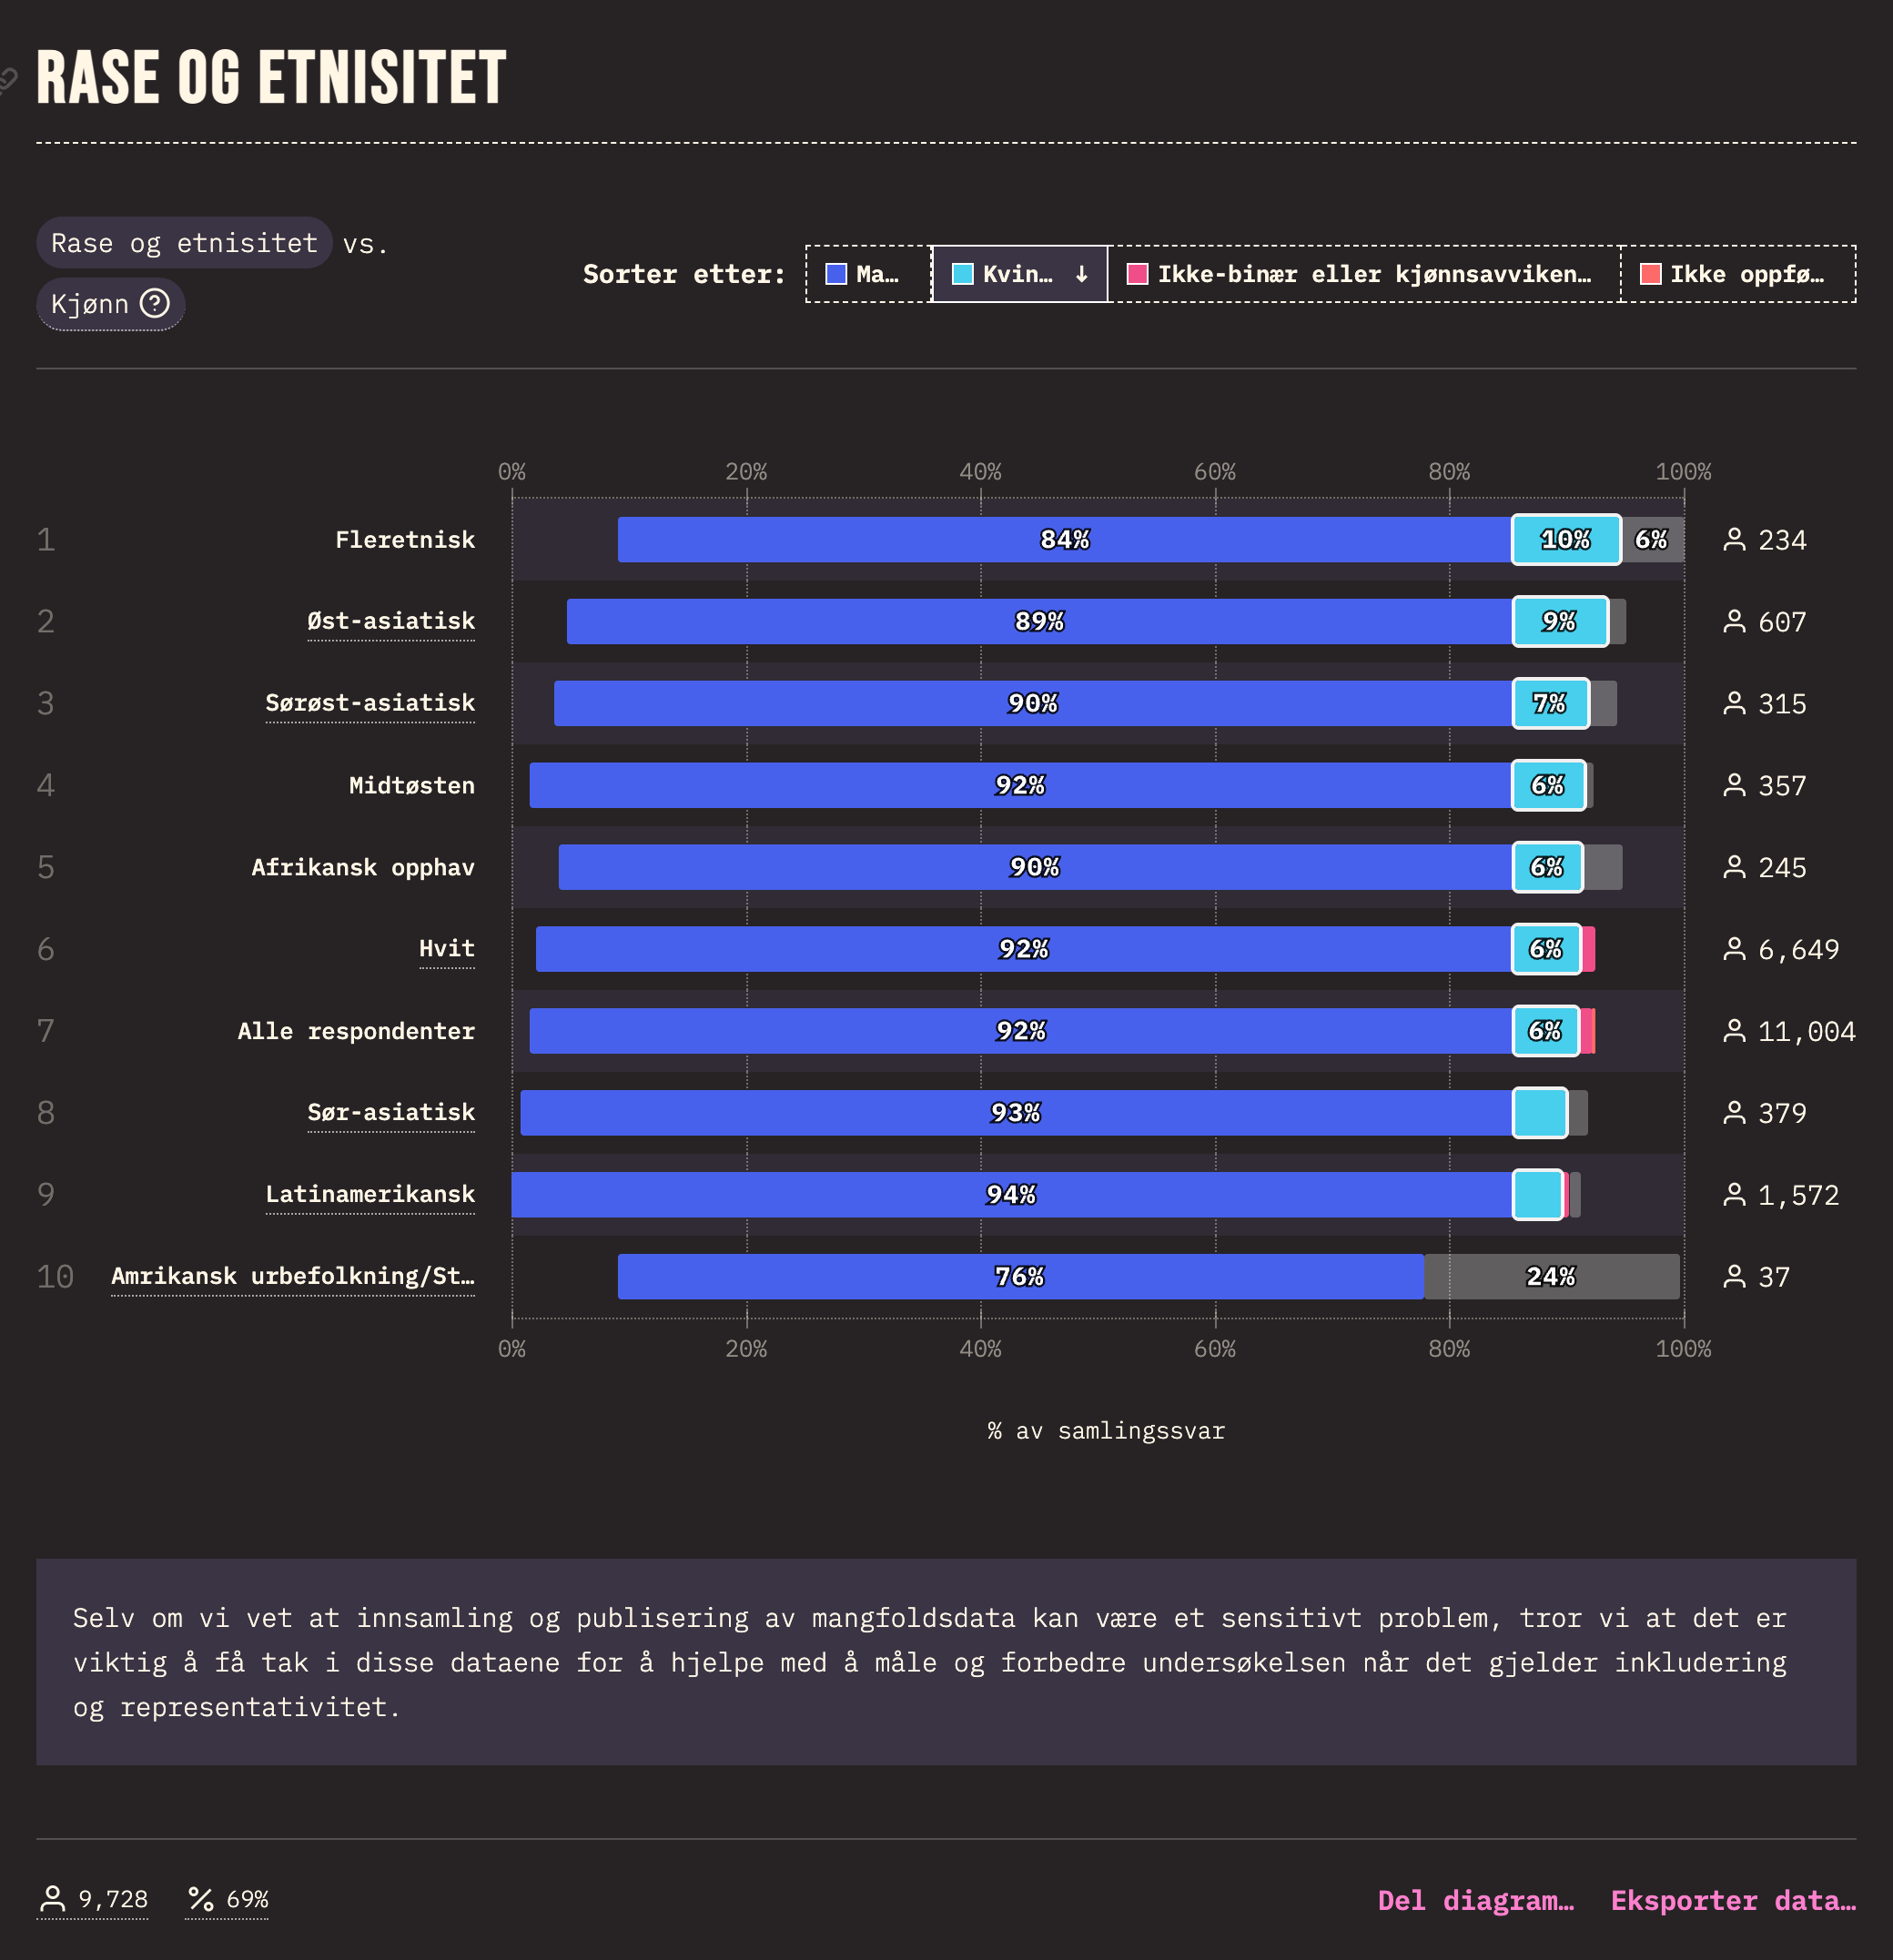 RASE OG ETNISITET
Rase og etnisitet vs.
Kjønn
Sorter etter: Ma… Kvin… ↓ Ikke-binær eller kjønnsavviken… Ikke oppfø…
0% 20% 40% 60% 80% 100%
1 Fleretnisk 84% 10% 6% 234
2 Øst-asiatisk 89% 9% 607
3 Sørøst-asiatisk 90% 7% 315
4 Midtøsten 92% 6% 357
5 Afrikansk opphav 90% 6% 245
6 Hvit 92% 6% 6,649
7 Alle respondenter 92% 6% 11,004
8 Sør-asiatisk 93% 379
9 Latinamerikansk 94% 1,572
10 Amrikansk urbefolkning/St… 76% 24% 37
0% 20% 40% 60% 80% 100%
% av samlingssvar
Selv om vi vet at innsamling og publisering av mangfoldsdata kan være et sensitivt problem, tror vi at det er
viktig å få tak i disse dataene for å hjelpe med å måle og forbedre undersøkelsen når det gjelder inkludering
og representativitet.
9,728 % 69% Del diagram… Eksporter data…